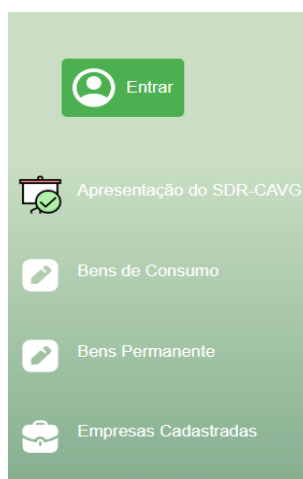 Entrar
Apresentação do SDR-CAVG
Bens de Consumo
Bens Permanente
Empresas Cadastradas